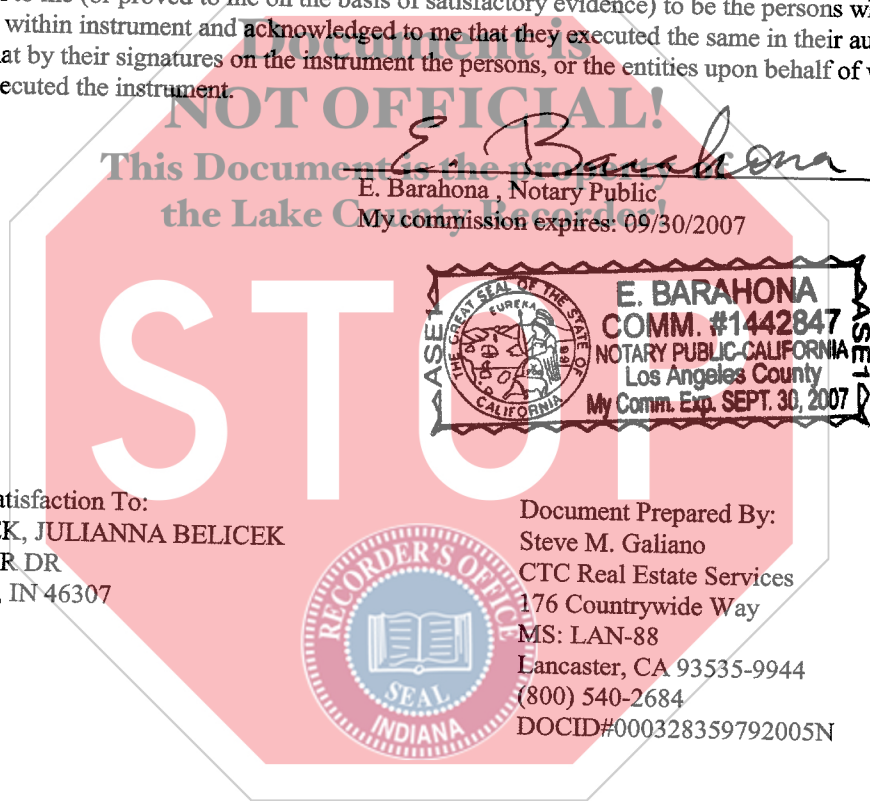 to me (or proved to me on the basis of satisfactory evidence) to be the persons
within instrument and acknowledged to me that they executed the same in their
at by their signatures on the instrument the persons, or the entities upon behalf of
ecuted the instrument.
Document is
NOT OFFICIAL!
This Document is the property of
the Lake County Recorder!
E. Barahona
E. Barahona , Notary Public
My commission expires: 09/30/2007
ASE1
THE GREAT SEAL OF THE STATE OF
EUREKA
CALIFORNIA
E. BARAHONA
COMM. #1442847
NOTARY PUBLIC-CALIFORNIA
Los Angeles County
My Comm. Exp. SEPT. 30, 2007
ASE1
STOP
atisfaction To:
EK, JULIANNA BELICEK
R DR
, IN 46307
Document Prepared By:
Steve M. Galiano
CTC Real Estate Services
176 Countrywide Way
MS: LAN-88
Lancaster, CA 93535-9944
(800) 540-2684
DOCID#000328359792005N
RECORDER'S OFFICE
SEAL
INDIANA